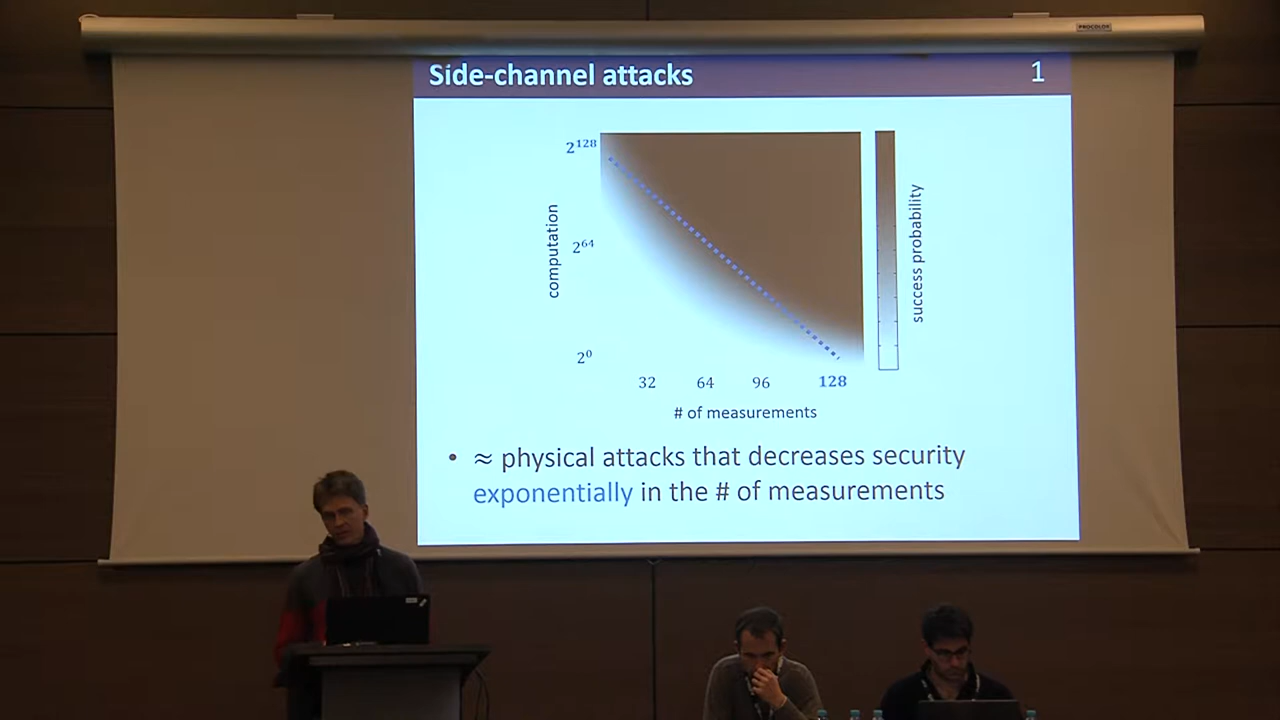 PROCOLOR
Side-channel attacks 1
2¹²⁸
computation
2⁶⁴
2⁰
32 64 96 128
# of measurements
success probability
• ≈ physical attacks that decreases security
exponentially in the # of measurements